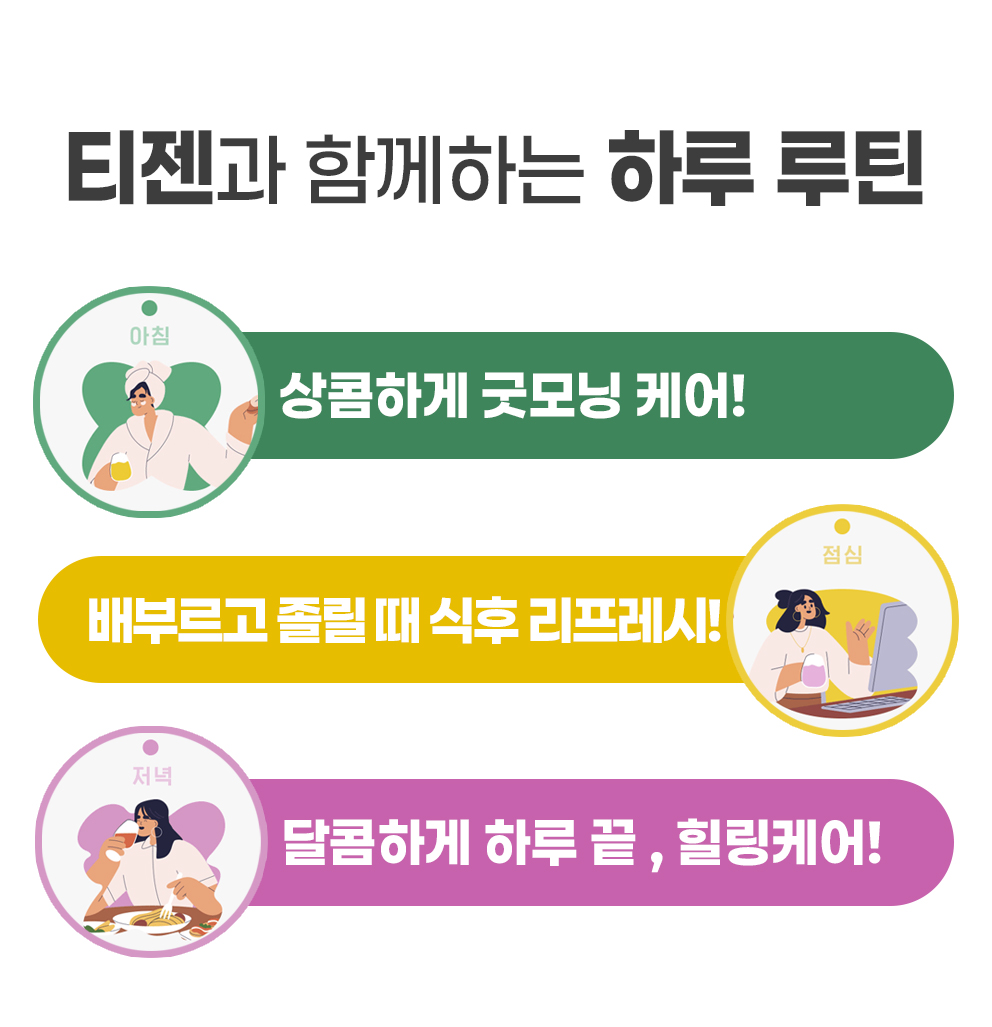 티젠과 함께하는 하루 루틴
아침
상콤하게 굿모닝 케어!
점심
배부르고 졸릴 때 식후 리프레시!
저녁
달콤하게 하루 끝 , 힐링케어!